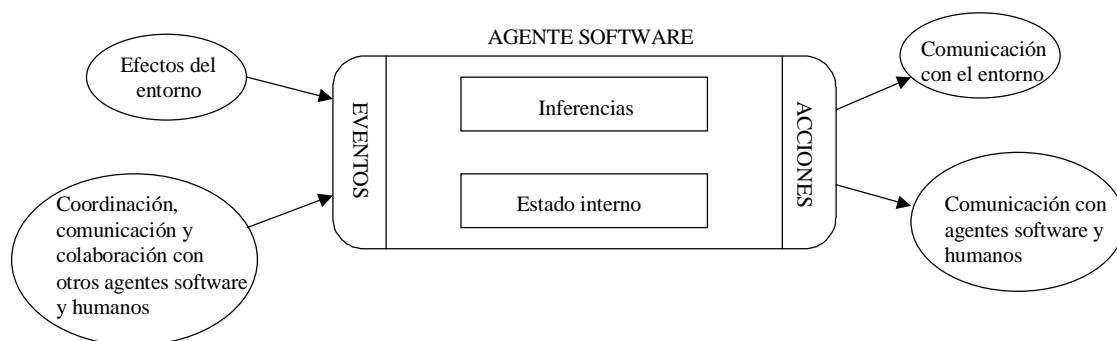 AGENTE SOFTWARE
Efectos del
entorno
Coordinación,
comunicación y
colaboración con
otros agentes software
y humanos
EVENTOS
Inferencias
Estado interno
ACCIONES
Comunicación
con el entorno
Comunicación con
agentes software y
humanos